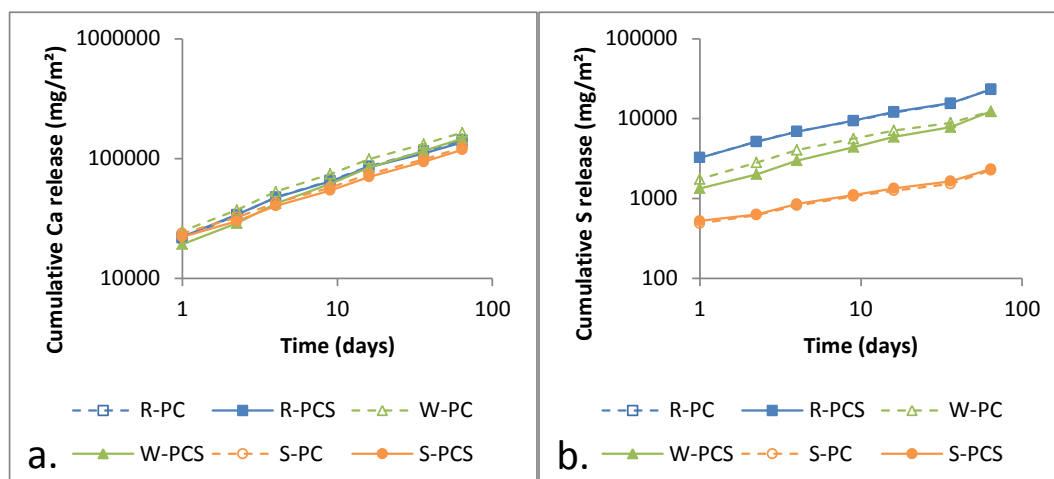 Cumulative Ca release (mg/m²)
1000000
100000
10000
1
10
100
Time (days)
R-PC
R-PCS
W-PC
W-PCS
S-PC
S-PCS
a.
Cumulative S release (mg/m²)
100000
10000
1000
100
1
10
100
Time (days)
R-PC
R-PCS
W-PC
W-PCS
S-PC
S-PCS
b.